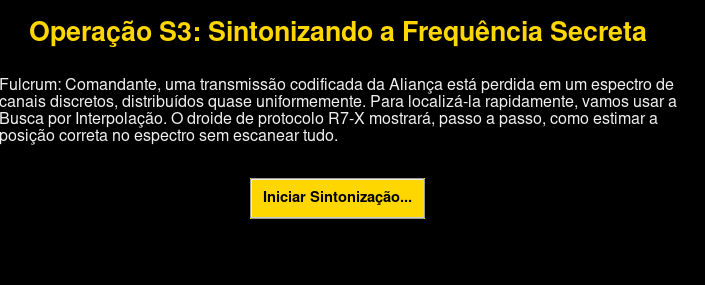 Operação S3: Sintonizando a Frequência Secreta
Fulcrum: Comandante, uma transmissão codificada da Aliança está perdida em um espectro de
canais discretos, distribuídos quase uniformemente. Para localizá-la rapidamente, vamos usar a
Busca por Interpolação. O droide de protocolo R7-X mostrará, passo a passo, como estimar a
posição correta no espectro sem escanear tudo.
Iniciar Sintonização...